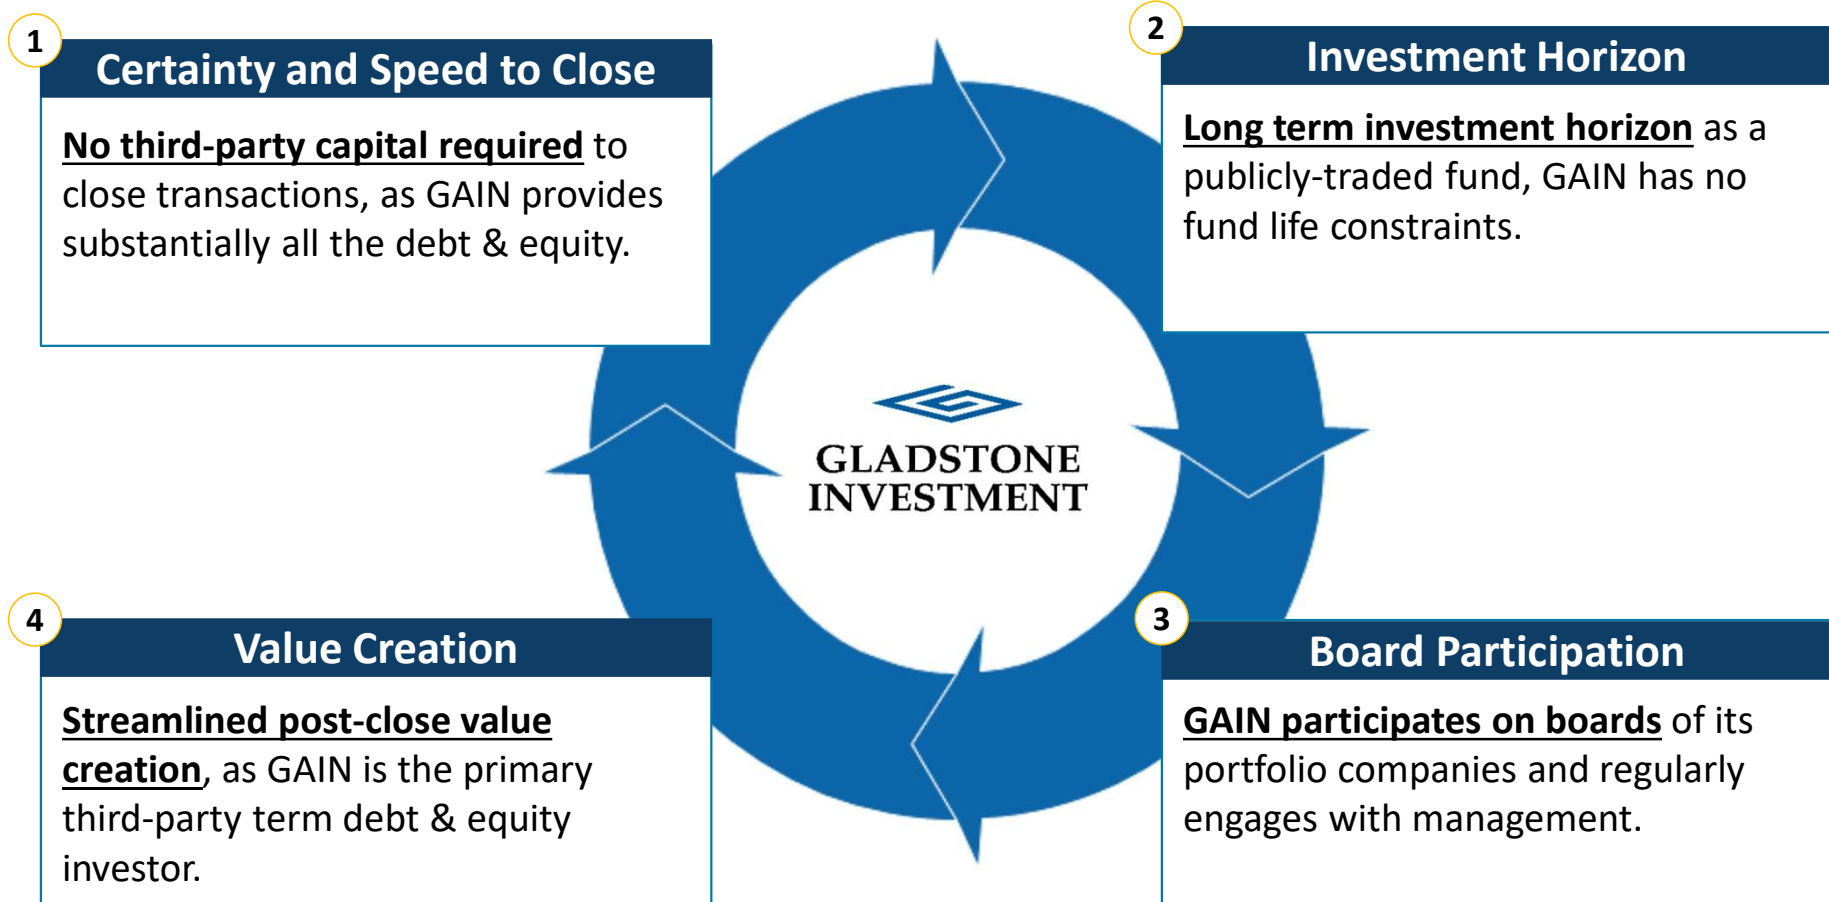 1
Certainty and Speed to Close
No third-party capital required to
close transactions, as GAIN provides
substantially all the debt & equity.
2
Investment Horizon
Long term investment horizon as a
publicly-traded fund, GAIN has no
fund life constraints.
GLADSTONE
INVESTMENT
3
Board Participation
GAIN participates on boards of its
portfolio companies and regularly
engages with management.
4
Value Creation
Streamlined post-close value
creation, as GAIN is the primary
third-party term debt & equity
investor.